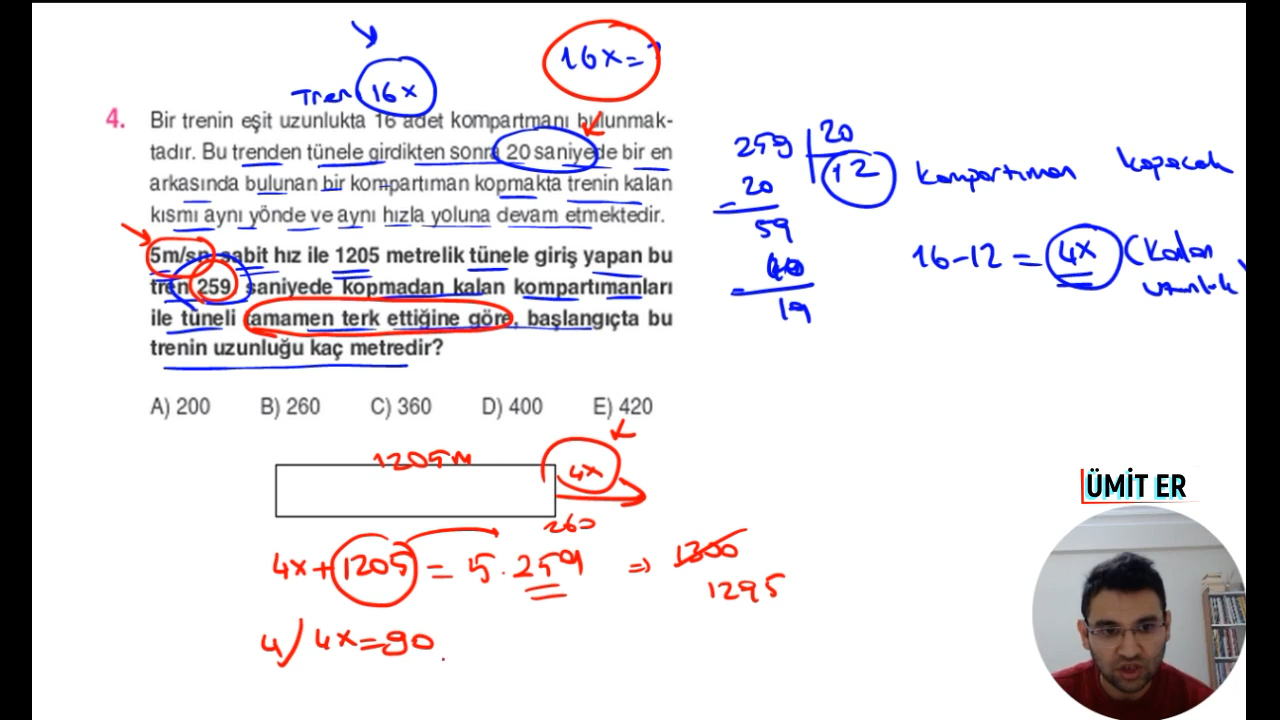 16x=?
Tren 16x
4. Bir trenin eşit uzunlukta 16 adet kompartmanı bulunmak-
tadır. Bu trenden tünele girdikten sonra 20 saniyede bir en
arkasında bulunan bir kompartıman kopmakta trenin kalan
kısmı aynı yönde ve aynı hızla yoluna devam etmektedir.
5m/sn sabit hız ile 1205 metrelik tünele giriş yapan bu
tren 259 saniyede kopmadan kalan kompartımanları
ile tüneli tamamen terk ettiğine göre, başlangıçta bu
trenin uzunluğu kaç metredir?
A) 200 B) 260 C) 360 D) 400 E) 420
259 20
12 kompartıman kopacak
- 20
59
- 40
19
16-12 = 4x (kalan
uzunluk)
1205m
4x
260
4x+1205 = 5.259 ⇒ 1300
1295
4/ 4x=90
ÜMİT ER